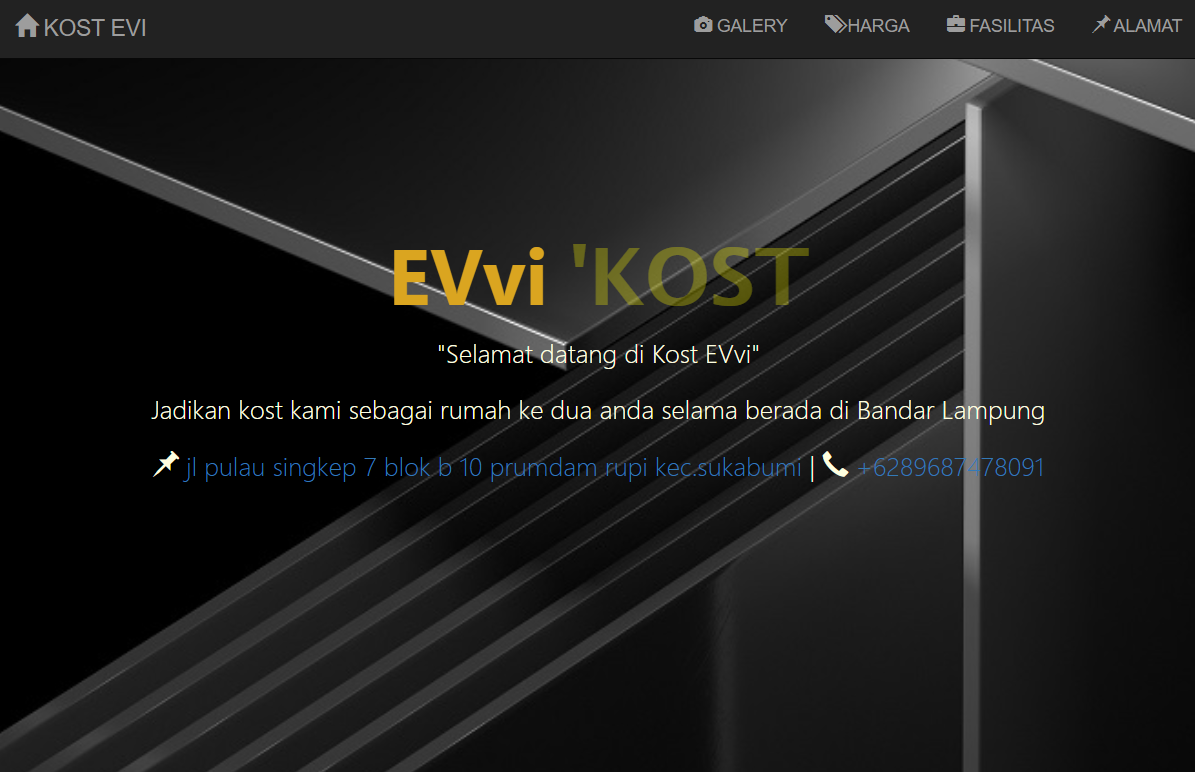 KOST EVI
GALERY HARGA FASILITAS ALAMAT
EVvi 'KOST
"Selamat datang di Kost EVvi"
Jadikan kost kami sebagai rumah ke dua anda selama berada di Bandar Lampung
jl pulau singkep 7 blok b 10 prumdam rupi kec.sukabumi | +6289687478091